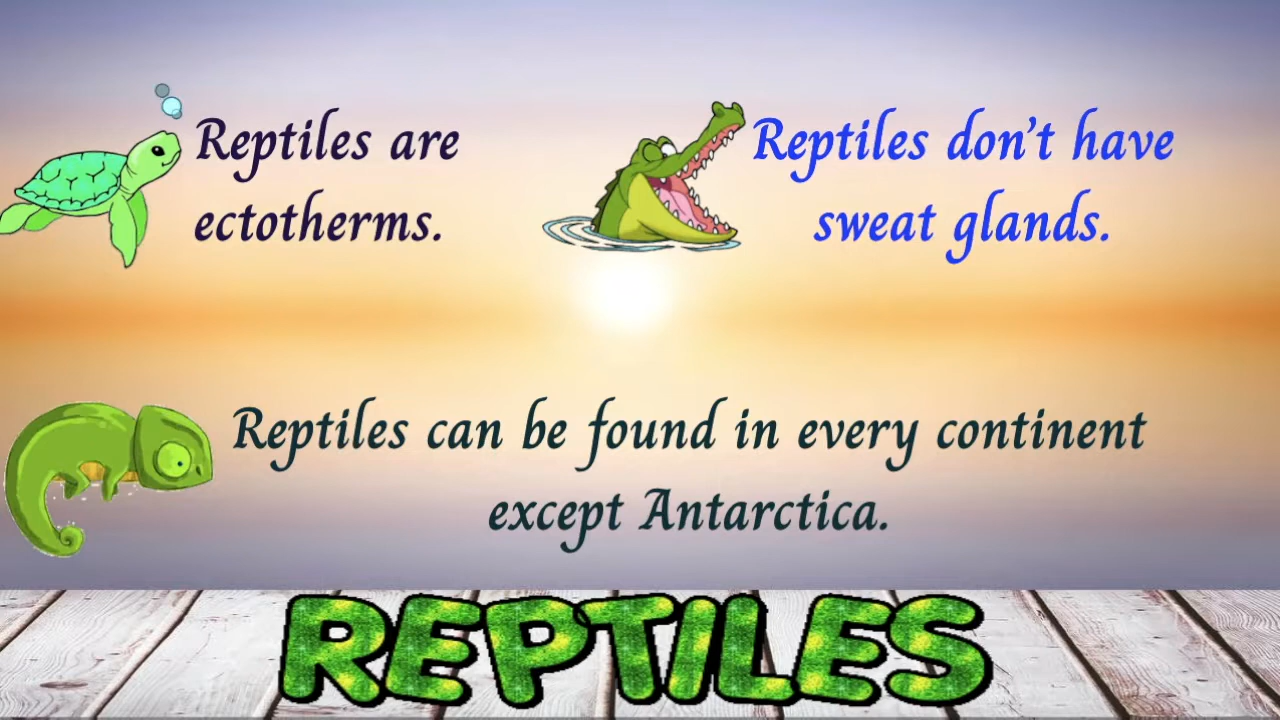 Reptiles are
ectotherms.
Reptiles don't have
sweat glands.
Reptiles can be found in every continent
except Antarctica.
REPTILES